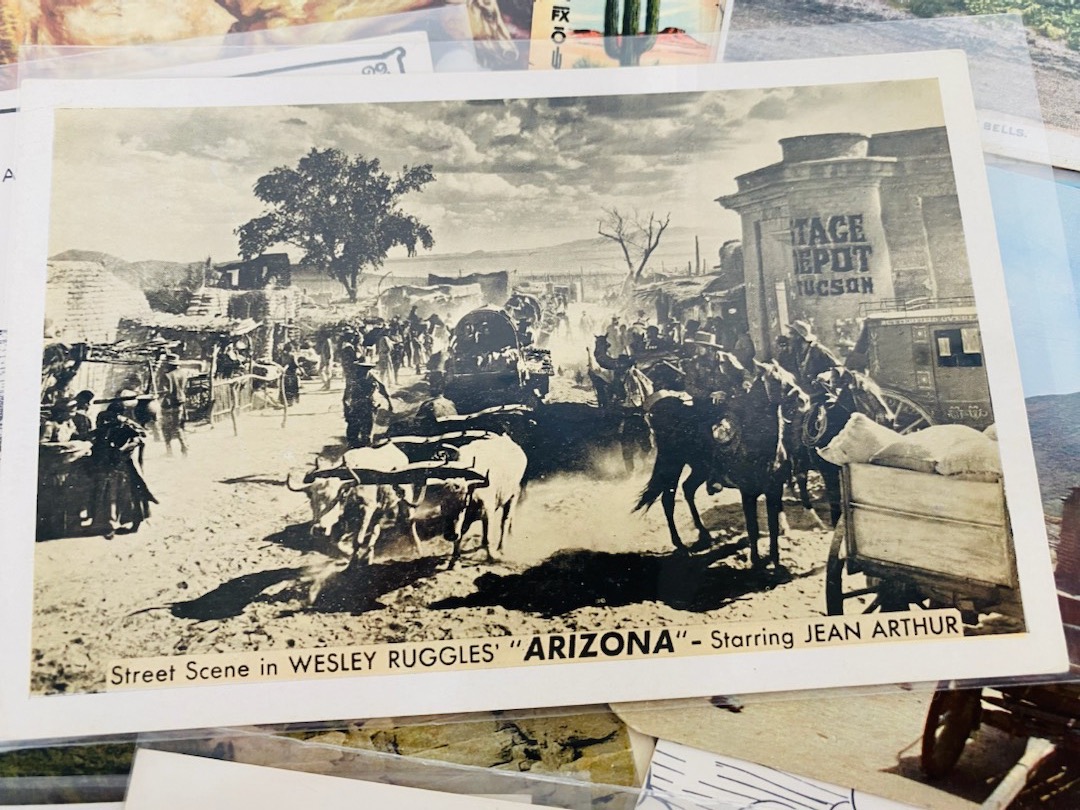 BELLS.
A
STAGE
DEPOT
TUCSON
Street Scene in WESLEY RUGGLES' "ARIZONA" - Starring JEAN ARTHUR